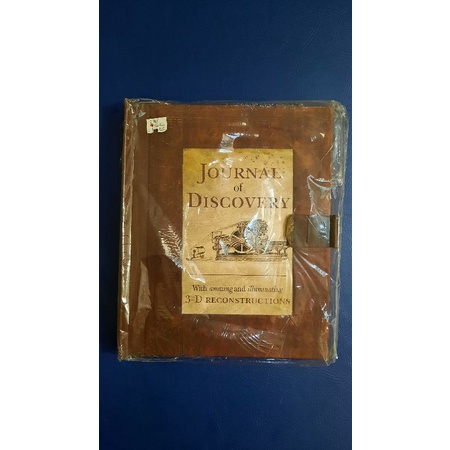 JOURNAL
of
DISCOVERY
With amazing and illuminating
3-D RECONSTRUCTIONS